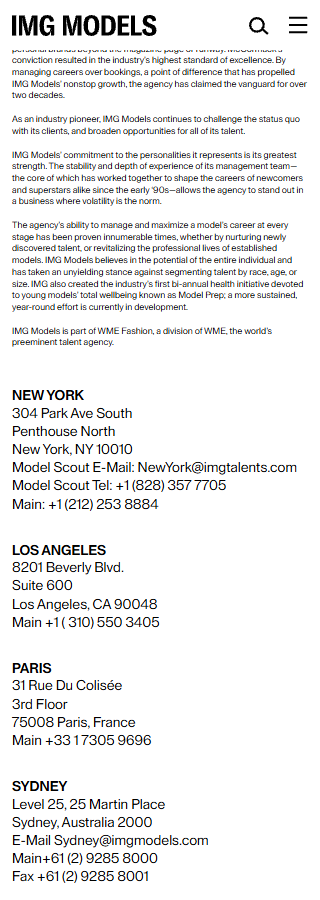 IMG MODELS
personal brands beyond the magazine page or runway. McCormick's
conviction resulted in the industry's highest standard of excellence. By
managing careers over bookings, a point of difference that has propelled
IMG Models' nonstop growth, the agency has claimed the vanguard for over
two decades.
As an industry pioneer, IMG Models continues to challenge the status quo
with its clients, and broaden opportunities for all of its talent.
IMG Models' commitment to the personalities it represents is its greatest
strength. The stability and depth of experience of its management team—
the core of which has worked together to shape the careers of newcomers
and superstars alike since the early '90s—allows the agency to stand out in
a business where volatility is the norm.
The agency's ability to manage and maximize a model's career at every
stage has been proven innumerable times, whether by nurturing newly
discovered talent, or revitalizing the professional lives of established
models. IMG Models believes in the potential of the entire individual and
has taken an unyielding stance against segmenting talent by race, age, or
size. IMG also created the industry's first bi-annual health initiative devoted
to young models' total wellbeing known as Model Prep; a more sustained,
year-round effort is currently in development.
IMG Models is part of WME Fashion, a division of WME, the world's
preeminent talent agency.
NEW YORK
304 Park Ave South
Penthouse North
New York, NY 10010
Model Scout E-Mail: NewYork@imgtalents.com
Model Scout Tel: +1 (828) 357 7705
Main: +1 (212) 253 8884
LOS ANGELES
8201 Beverly Blvd.
Suite 600
Los Angeles, CA 90048
Main +1 ( 310) 550 3405
PARIS
31 Rue Du Colisée
3rd Floor
75008 Paris, France
Main +33 1 7305 9696
SYDNEY
Level 25, 25 Martin Place
Sydney, Australia 2000
E-Mail Sydney@imgmodels.com
Main+61 (2) 9285 8000
Fax +61 (2) 9285 8001